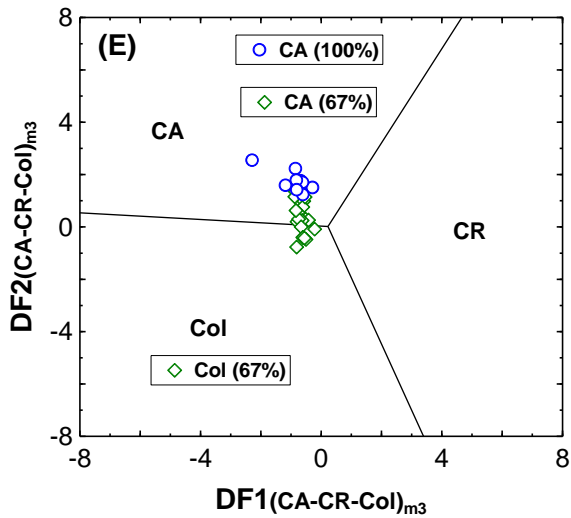 8
(E)
CA (100%)
CA (67%)
4
CA
0
CR
Col
-4
Col (67%)
-8
-8 -4 0 4 8
DF2(CA-CR-Col)m3
DF1(CA-CR-Col)m3